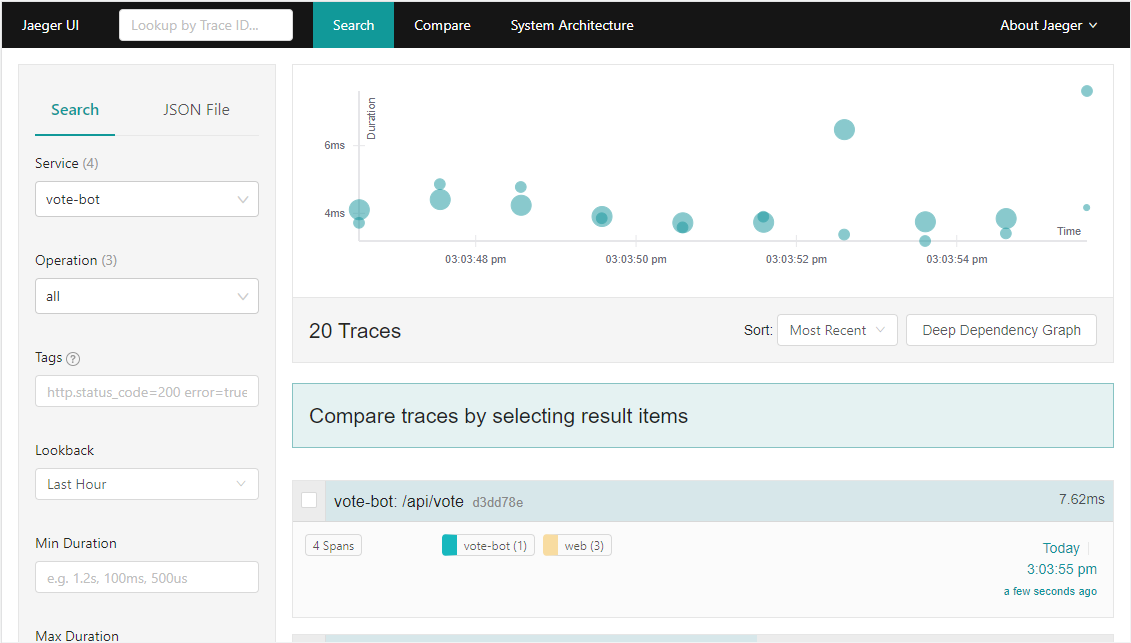 Jaeger UI
Lookup by Trace ID...
Search
Compare
System Architecture
About Jaeger
Search
JSON File
Service (4)
vote-bot
Operation (3)
all
Tags ?
http.status_code=200 error=true
Lookback
Last Hour
Min Duration
e.g. 1.2s, 100ms, 500us
Max Duration
Duration
6ms
4ms
Time
03:03:48 pm
03:03:50 pm
03:03:52 pm
03:03:54 pm
20 Traces
Sort: Most Recent
Deep Dependency Graph
Compare traces by selecting result items
vote-bot: /api/vote d3dd78e
7.62ms
4 Spans
vote-bot (1)
web (3)
Today
3:03:55 pm
a few seconds ago